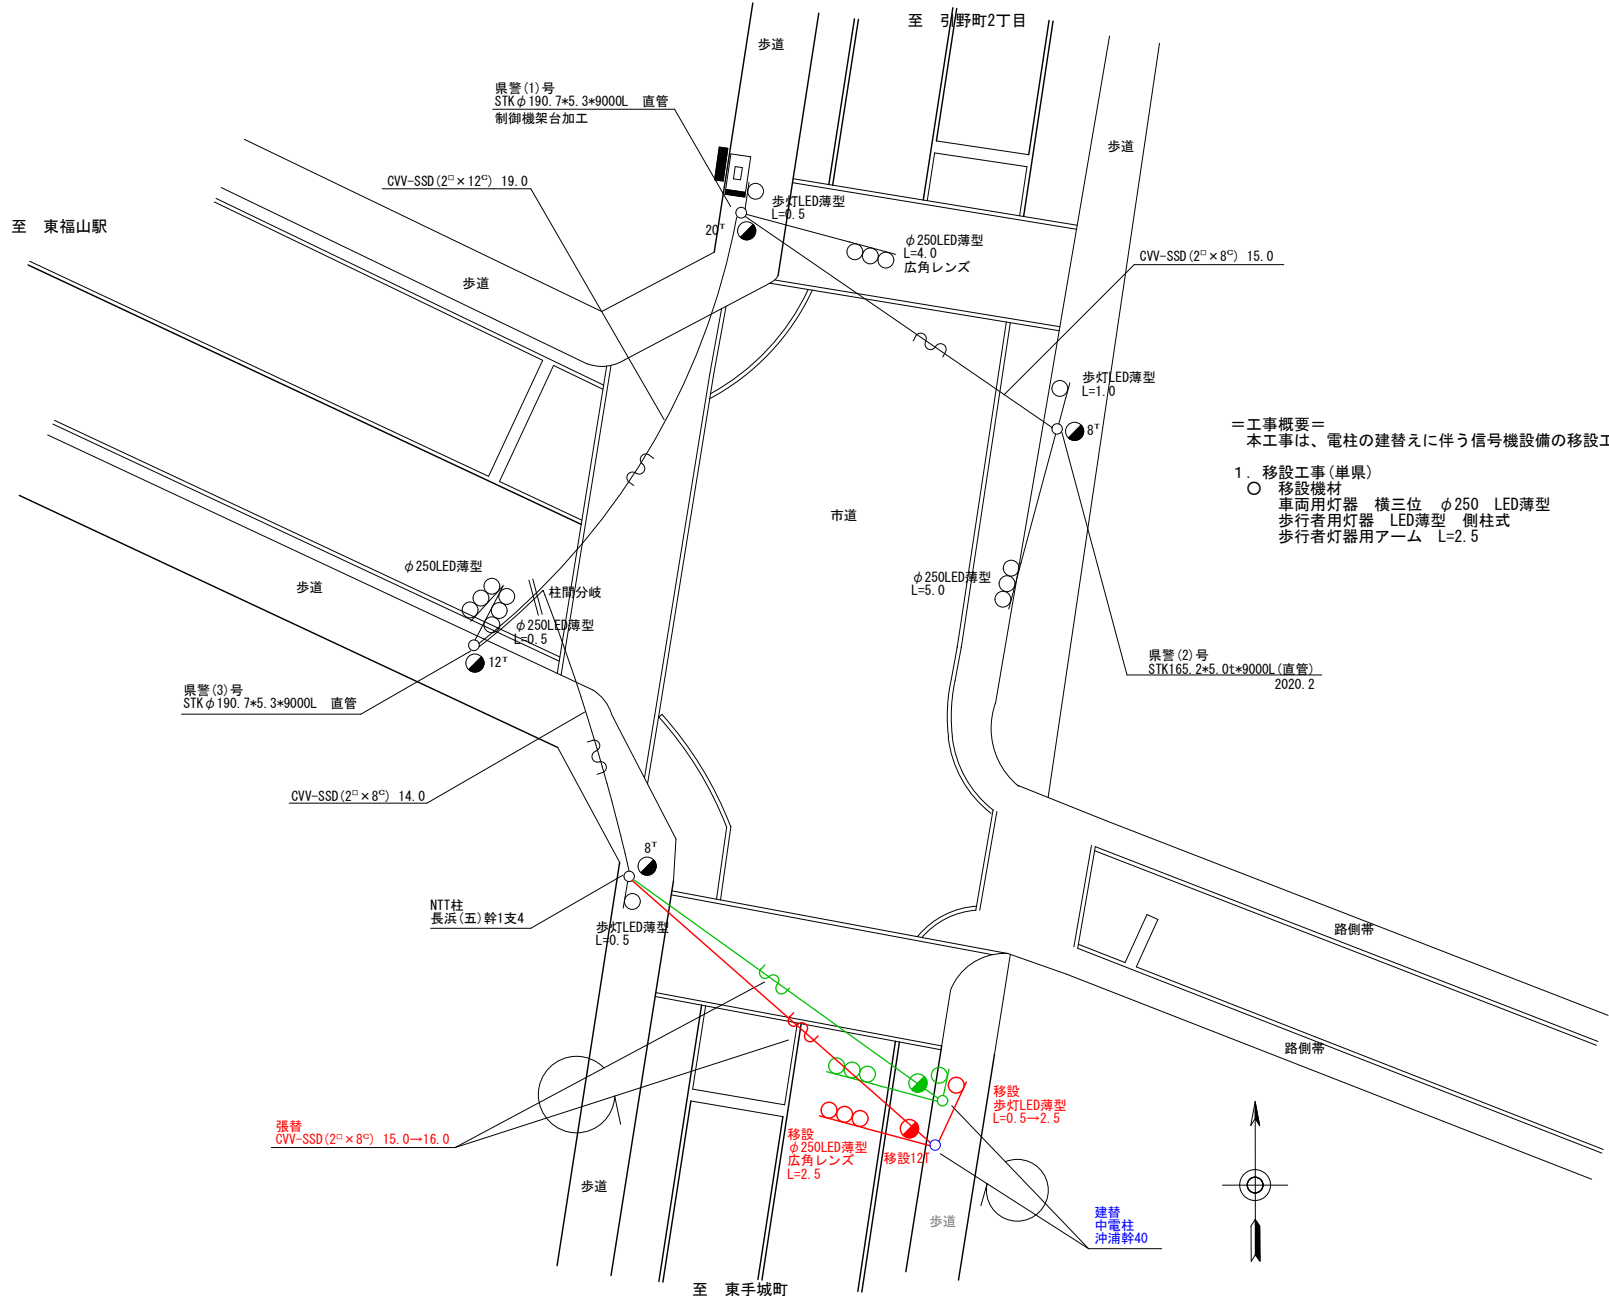 至　引野町2丁目
歩道
県警(1)号
STKφ190.7*5.3*9000L　直管
制御機架台加工
歩道
CVV-SSD(2□×12C) 19.0
歩灯LED薄型
L=0.5
至　東福山駅
20T
φ250LED薄型
L=4.0
広角レンズ
CVV-SSD(2□×8C) 15.0
歩道
歩灯LED薄型
L=1.0
8T
＝工事概要＝
本工事は、電柱の建替えに伴う信号機設備の移設工
1. 移設工事(単県)
○　移設機材
車両用灯器　横三位　φ250　LED薄型
歩行者用灯器　LED薄型　側柱式
歩行者灯器用アーム　L=2.5
市道
φ250LED薄型
歩道
柱間分岐
φ250LED薄型
L=5.0
φ250LED薄型
L=0.5
12T
県警(2)号
STK165.2*5.0t*9000L(直管)
2020.2
県警(3)号
STKφ190.7*5.3*9000L　直管
CVV-SSD(2□×8C) 14.0
8T
NTT柱
長浜(五)幹1支4
歩灯LED薄型
L=0.5
路側帯
路側帯
移設
歩灯LED薄型
L=0.5→2.5
張替
CVV-SSD(2□×8C) 15.0→16.0
移設
φ250LED薄型
広角レンズ
L=2.5
移設12T
歩道
歩道
建替
中電柱
沖浦幹40
至　東手城町